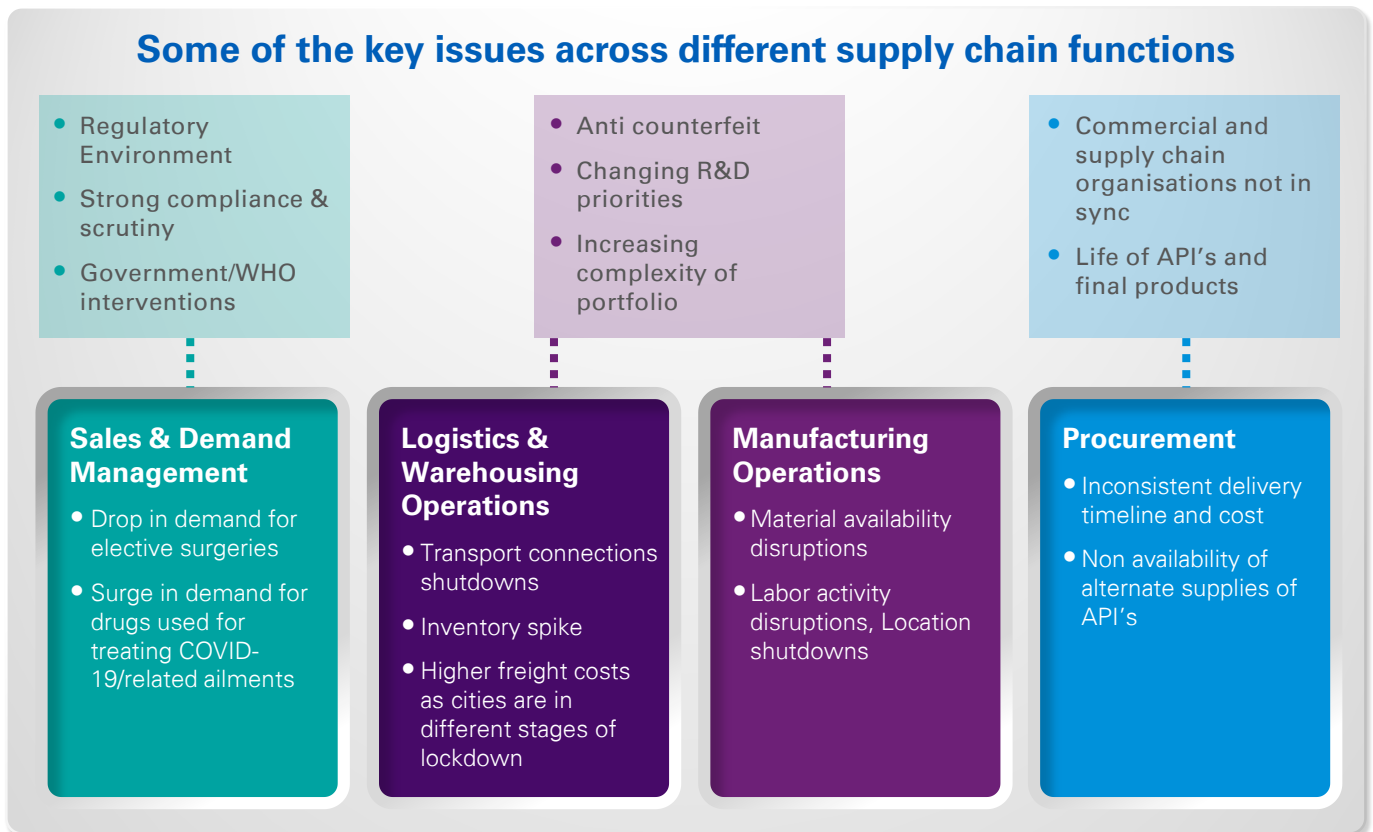 Some of the key issues across different supply chain functions
• Regulatory
Environment
• Strong compliance &
scrutiny
• Government/WHO
interventions
• Anti counterfeit
• Changing R&D
priorities
• Increasing
complexity of
portfolio
• Commercial and
supply chain
organisations not in
sync
• Life of API's and
final products
Sales & Demand
Management
• Drop in demand for
elective surgeries
• Surge in demand for
drugs used for
treating COVID-
19/related ailments
Logistics &
Warehousing
Operations
• Transport connections
shutdowns
• Inventory spike
• Higher freight costs
as cities are in
different stages of
lockdown
Manufacturing
Operations
• Material availability
disruptions
• Labor activity
disruptions, Location
shutdowns
Procurement
• Inconsistent delivery
timeline and cost
• Non availability of
alternate supplies of
API's